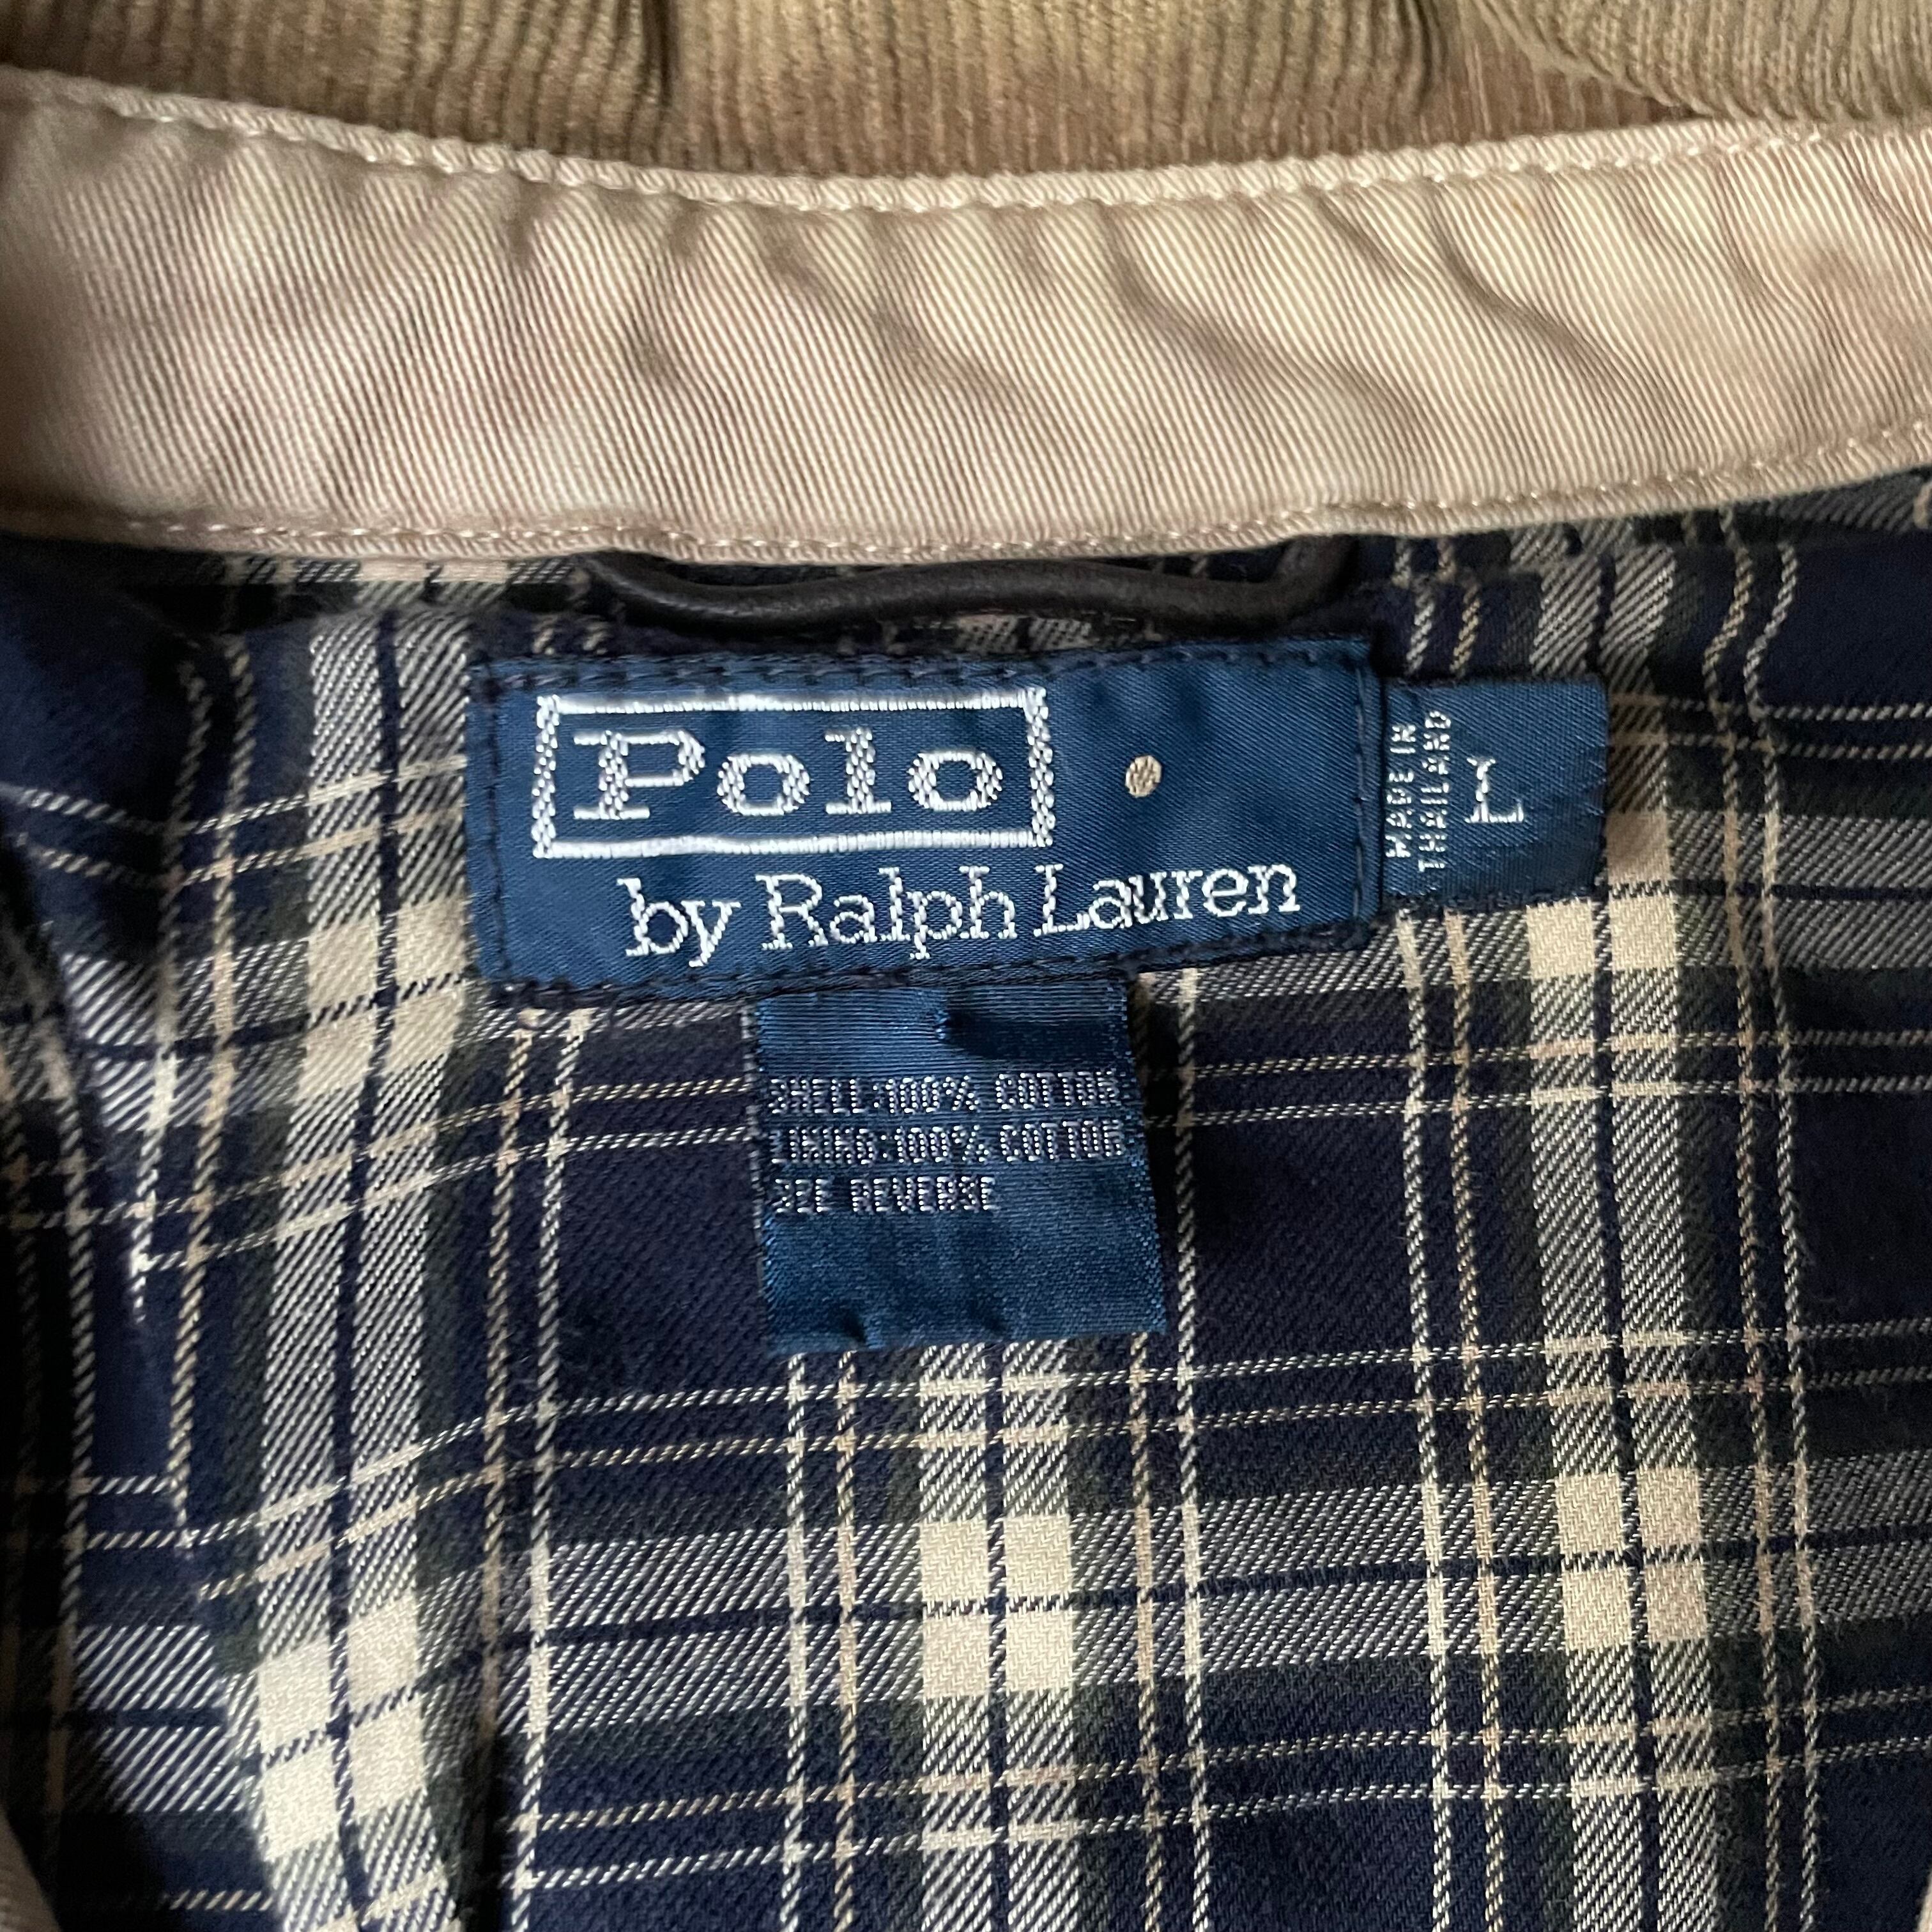 Polo
by Ralph Lauren
MADE IN
THAILAND
L
SHELL:100% COTTON
LINING:100% COTTON
SEE REVERSE